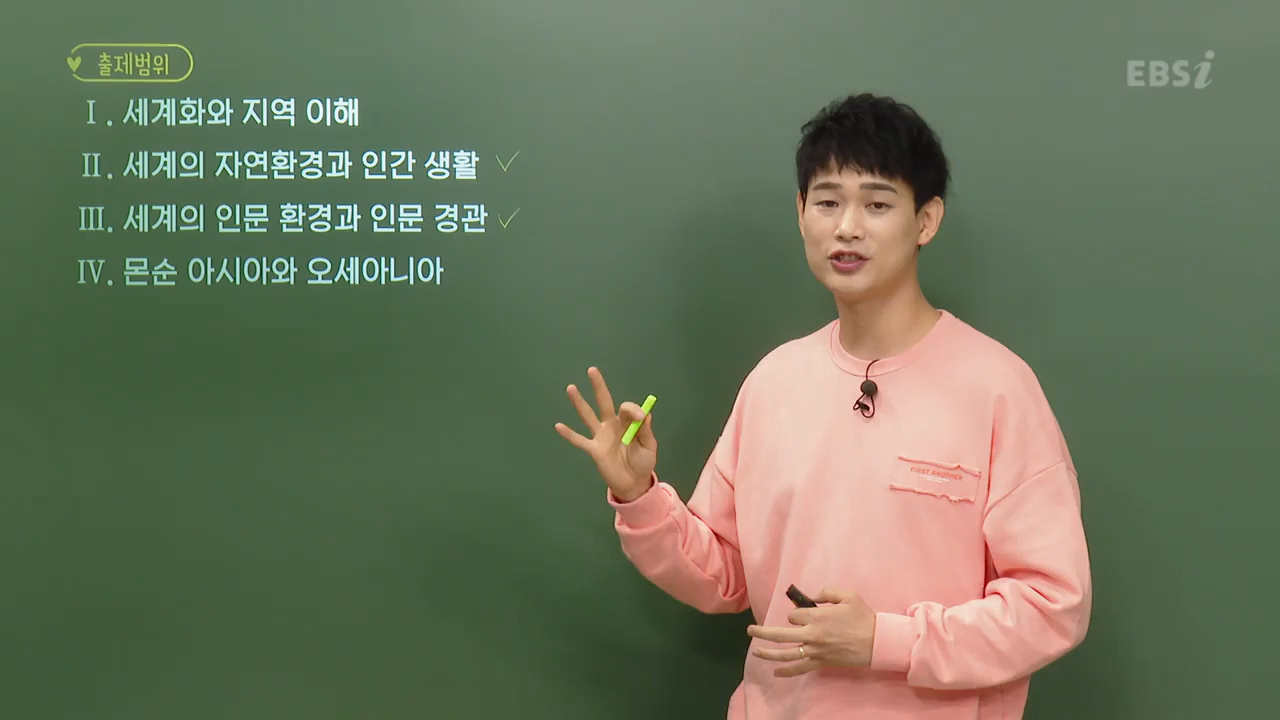 출제범위
EBSi
Ⅰ. 세계화와 지역 이해
Ⅱ. 세계의 자연환경과 인간 생활
Ⅲ. 세계의 인문 환경과 인문 경관
Ⅳ. 몬순 아시아와 오세아니아
FIRST ANOTHER